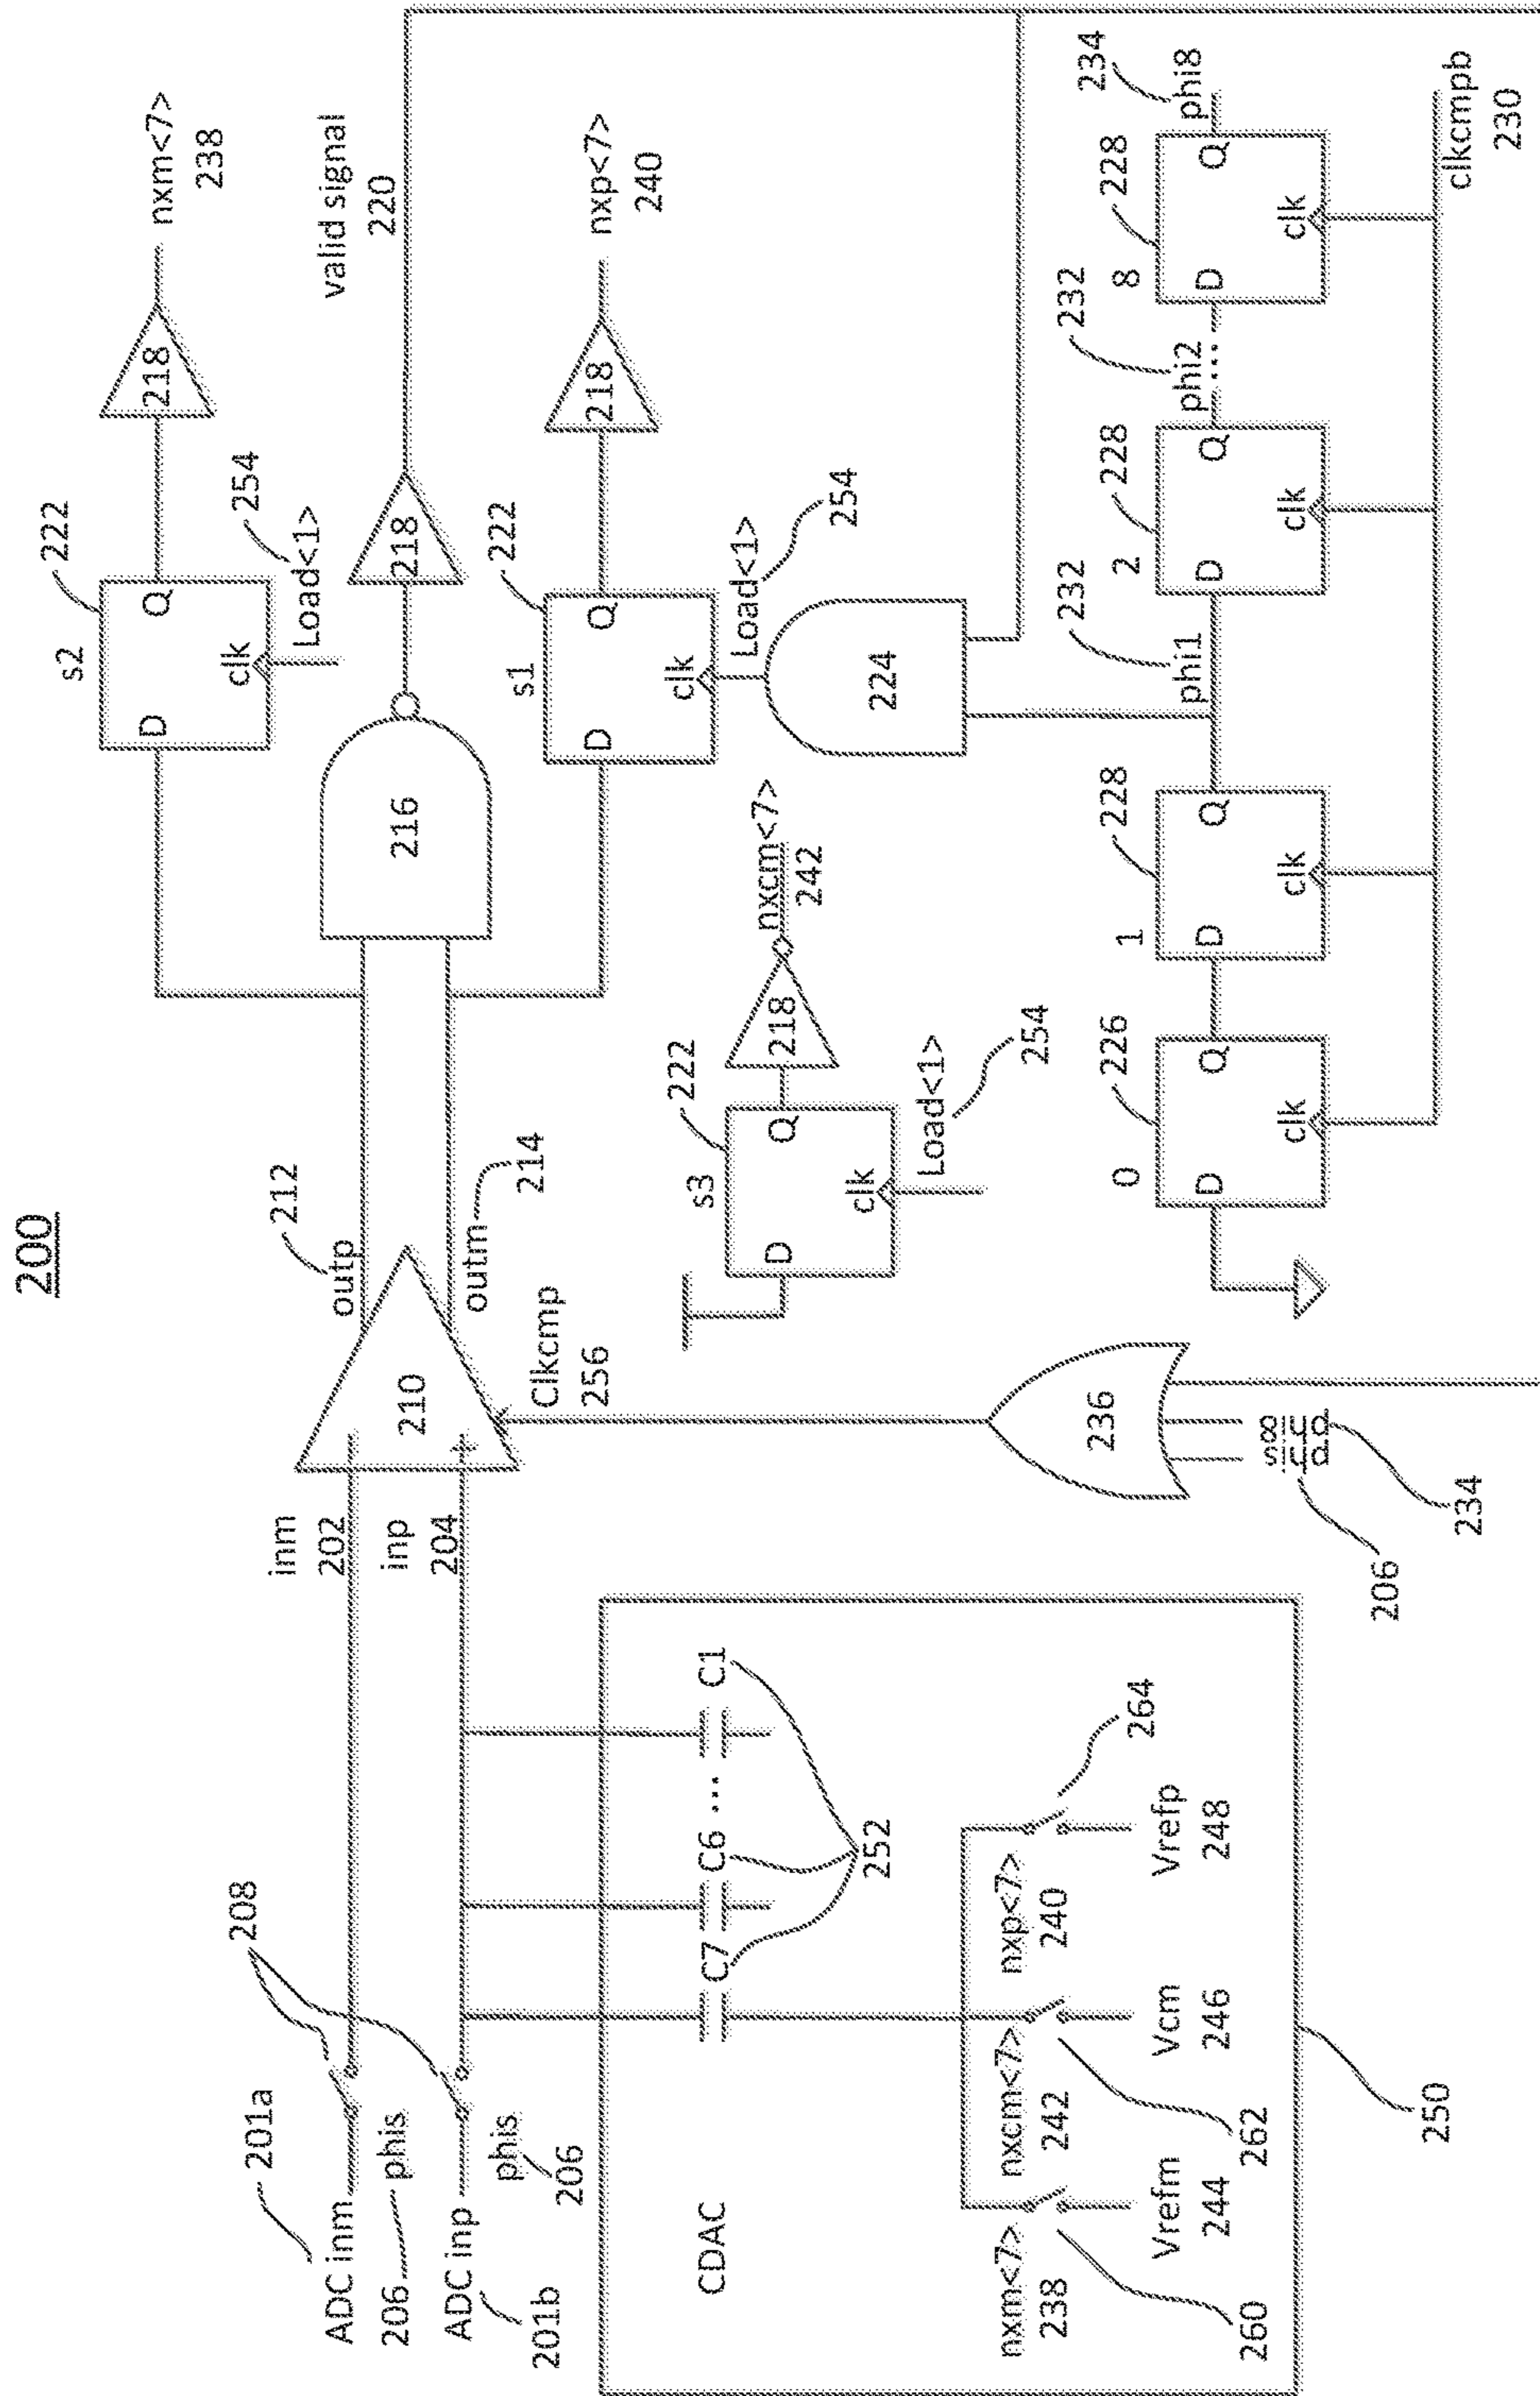 200
ADC inm
201a
206
phis
ADC inp
201b
phis
206
208
inm
202
inp
204
210
outp
212
outm
214
Clkcmp
256
216
218
valid signal
220
s2
222
D
Q
clk
Load<1>
254
218
nxm<7>
238
s1
222
D
Q
clk
Load<1>
254
218
nxp<7>
240
224
s3
222
D
Q
clk
Load<1>
254
218
nxcm<7>
242
CDAC
C7
C6
...
C1
252
nxm<7>
238
nxcm<7>
242
nxp<7>
240
264
Vrefm
244
Vcm
246
Vrefp
248
260
262
250
236
phis
phi8
206
234
0
226
D
Q
clk
1
228
D
Q
clk
phi1
232
2
228
D
Q
clk
phi2
232
...
8
228
D
Q
clk
phi8
234
clkcmpb
230